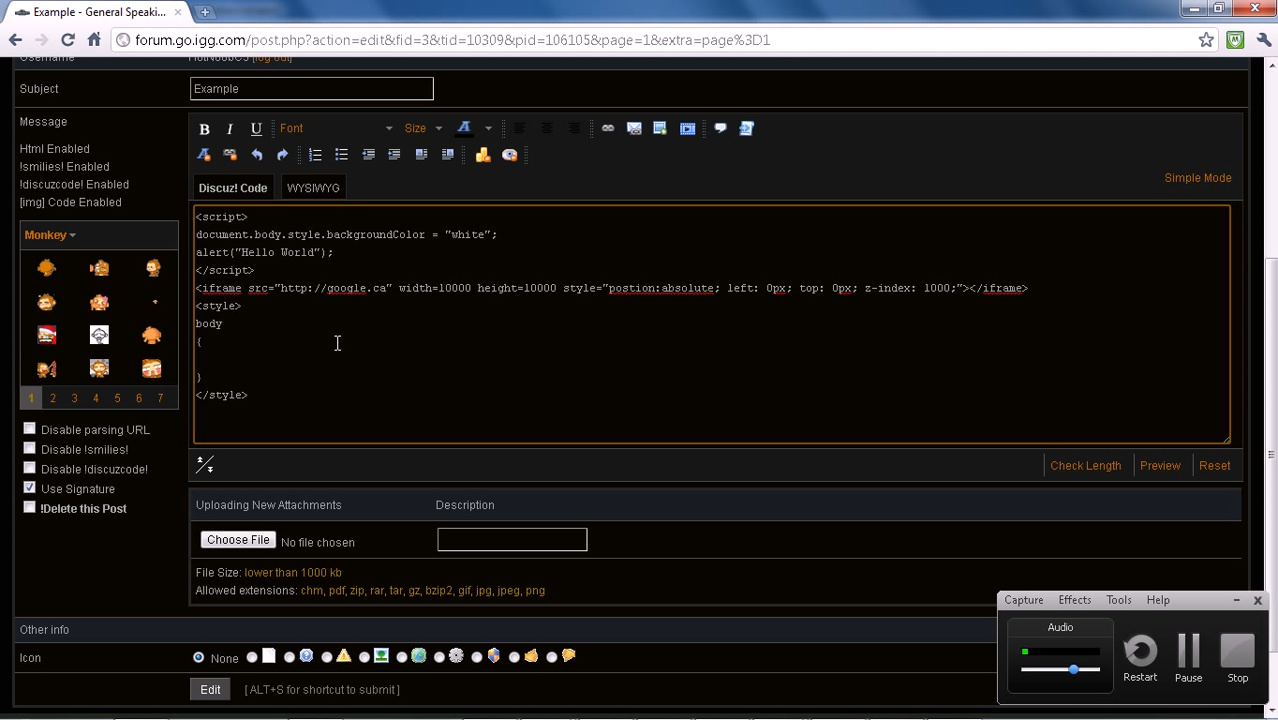 Example - General Speaki...
forum.go.igg.com/post.php?action=edit&fid=3&tid=10309&pid=106105&page=1&extra=page%3D1
Username [log out]
Subject
Example
Message
Html Enabled
!smilies! Enabled
!discuzcode! Enabled
[img] Code Enabled
B I U Font Size A
Simple Mode
Discuz! Code WYSIWYG
<script>
document.body.style.backgroundColor = "white";
alert("Hello World");
</script>
<iframe src="http://google.ca" width=10000 height=10000 style="postion:absolute; left: 0px; top: 0px; z-index: 1000;"></iframe>
<style>
body
{
}
</style>
Monkey
1 2 3 4 5 6 7
Disable parsing URL
Disable !smilies!
Disable !discuzcode!
Use Signature
!Delete this Post
Check Length Preview Reset
Uploading New Attachments Description
Choose File No file chosen
File Size: lower than 1000 kb
Allowed extensions: chm, pdf, zip, rar, tar, gz, bzip2, gif, jpg, jpeg, png
Other info
Icon None
Edit [ ALT+S for shortcut to submit ]
Capture Effects Tools Help
Audio
Restart Pause Stop